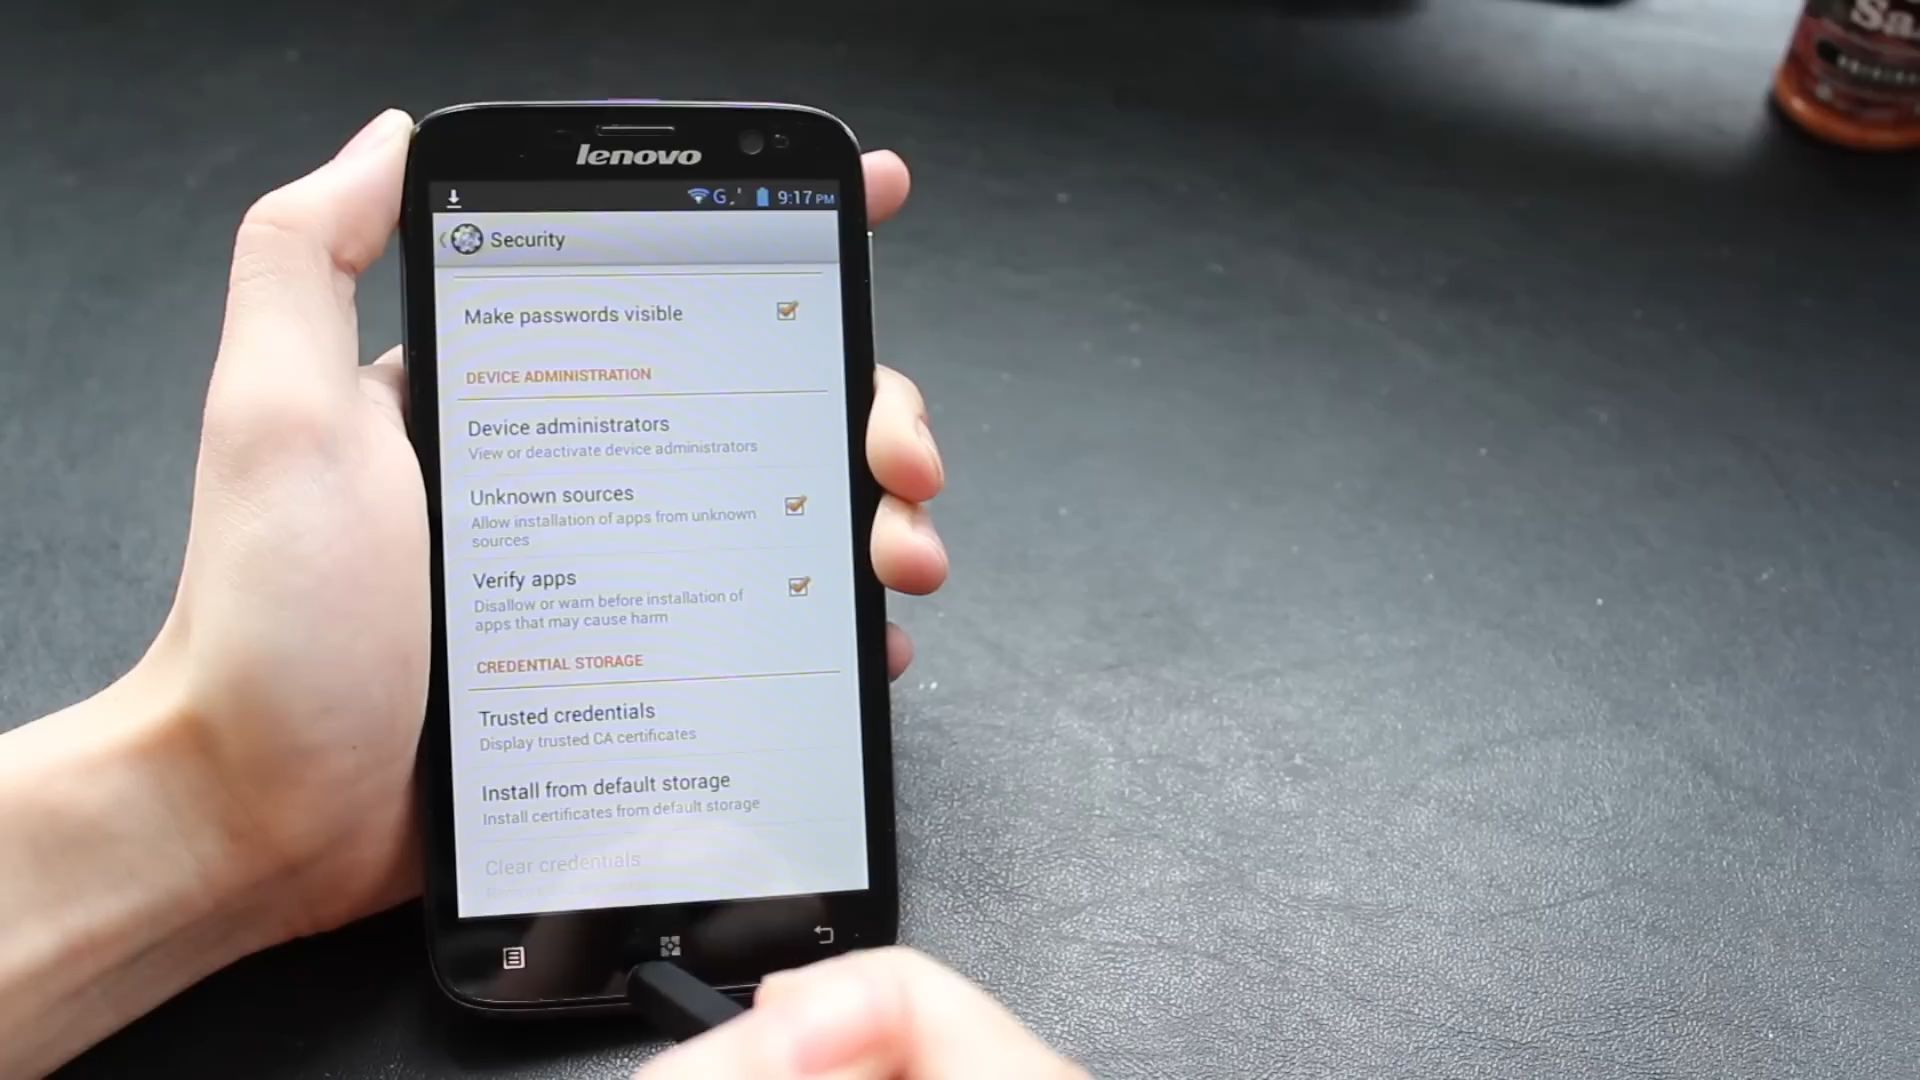 Sa
lenovo
G 9:17 PM
Security
Make passwords visible
DEVICE ADMINISTRATION
Device administrators
View or deactivate device administrators
Unknown sources
Allow installation of apps from unknown
sources
Verify apps
Disallow or warn before installation of
apps that may cause harm
CREDENTIAL STORAGE
Trusted credentials
Display trusted CA certificates
Install from default storage
Install certificates from default storage
Clear credentials